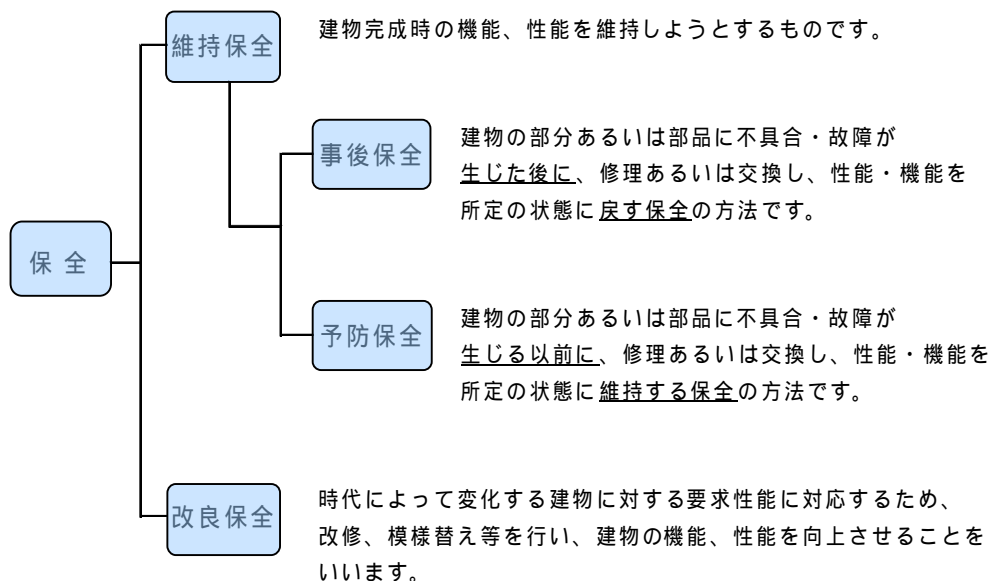 維持保全
建物完成時の機能、性能を維持しようとするものです。
事後保全
建物の部分あるいは部品に不具合・故障が
生じた後に、修理あるいは交換し、性能・機能を
所定の状態に戻す保全の方法です。
保 全
予防保全
建物の部分あるいは部品に不具合・故障が
生じる以前に、修理あるいは交換し、性能・機能を
所定の状態に維持する保全の方法です。
改良保全
時代によって変化する建物に対する要求性能に対応するため、
改修、模様替え等を行い、建物の機能、性能を向上させることを
いいます。